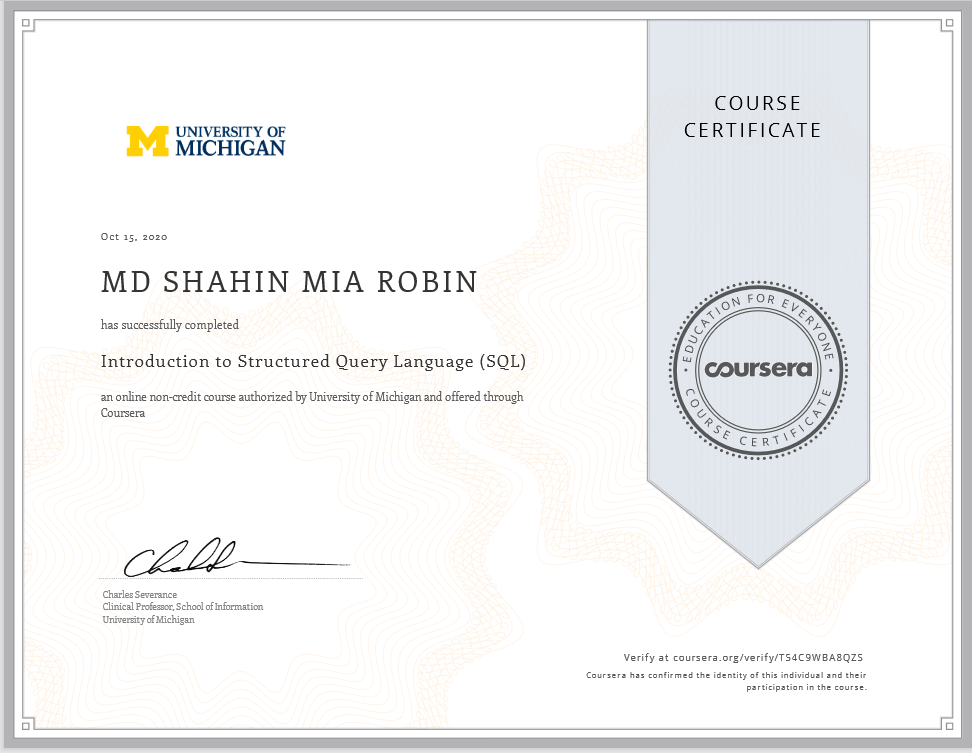 COURSE
CERTIFICATE
UNIVERSITY OF
MICHIGAN
Oct 15, 2020
MD SHAHIN MIA ROBIN
has successfully completed
Introduction to Structured Query Language (SQL)
an online non-credit course authorized by University of Michigan and offered through
Coursera
EDUCATION FOR EVERYONE
coursera
COURSE CERTIFICATE
Charles Severance
Clinical Professor, School of Information
University of Michigan
Verify at coursera.org/verify/TS4C9WBA8QZS
Coursera has confirmed the identity of this individual and their
participation in the course.